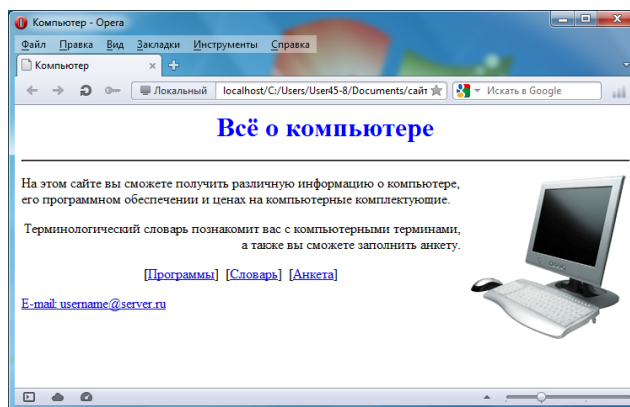 Компьютер - Opera
Файл Правка Вид Закладки Инструменты Справка
Компьютер
Локальный localhost/C:/Users/User45-8/Documents/сайт Искать в Google
Всё о компьютере
На этом сайте вы сможете получить различную информацию о компьютере,
его программном обеспечении и ценах на компьютерные комплектующие.
Терминологический словарь познакомит вас с компьютерными терминами,
а также вы сможете заполнить анкету.
[Программы] [Словарь] [Анкета]
E-mail: username@server.ru